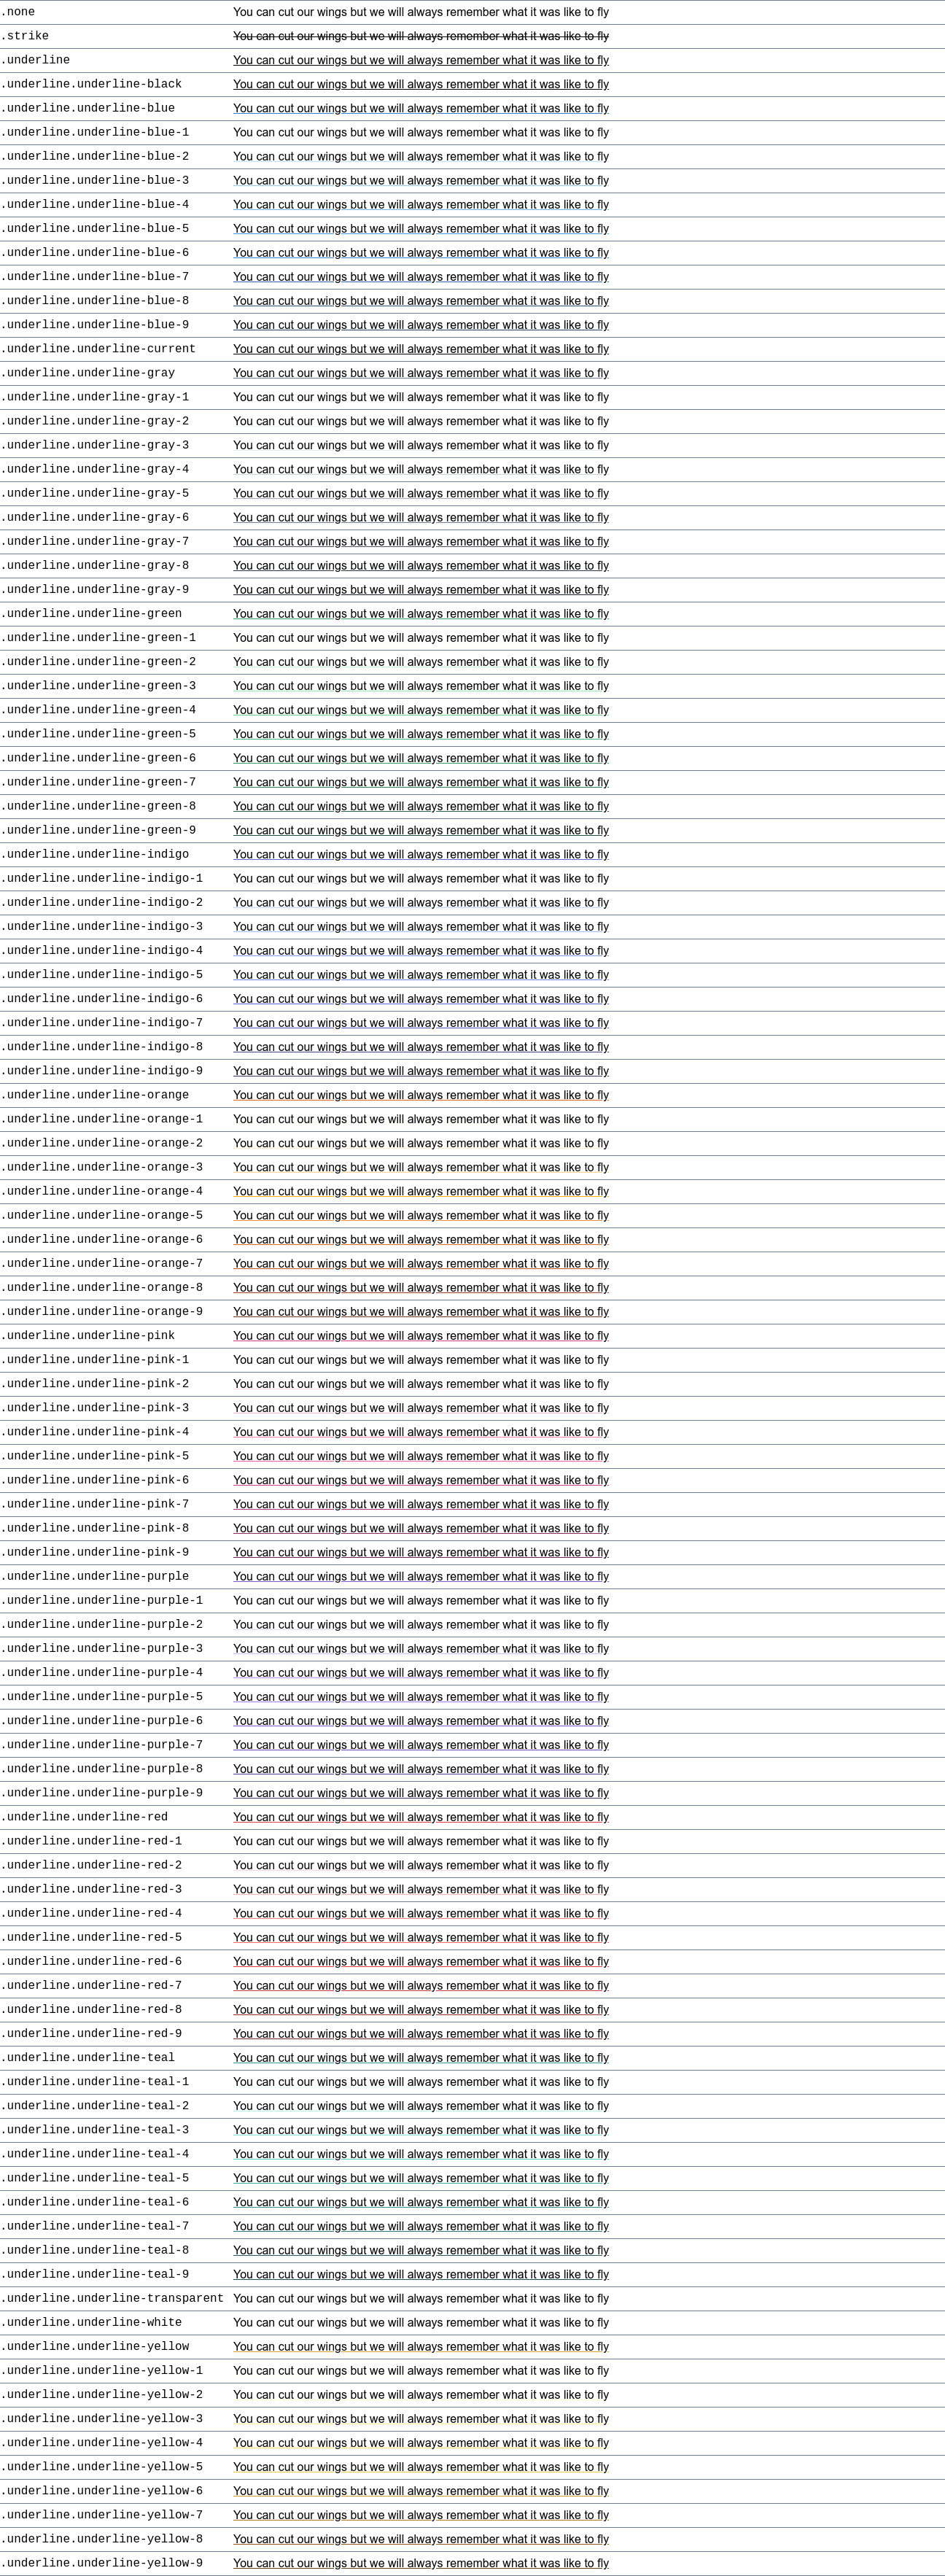 .none You can cut our wings but we will always remember what it was like to fly
.strike You can cut our wings but we will always remember what it was like to fly
.underline You can cut our wings but we will always remember what it was like to fly
.underline.underline-black You can cut our wings but we will always remember what it was like to fly
.underline.underline-blue You can cut our wings but we will always remember what it was like to fly
.underline.underline-blue-1 You can cut our wings but we will always remember what it was like to fly
.underline.underline-blue-2 You can cut our wings but we will always remember what it was like to fly
.underline.underline-blue-3 You can cut our wings but we will always remember what it was like to fly
.underline.underline-blue-4 You can cut our wings but we will always remember what it was like to fly
.underline.underline-blue-5 You can cut our wings but we will always remember what it was like to fly
.underline.underline-blue-6 You can cut our wings but we will always remember what it was like to fly
.underline.underline-blue-7 You can cut our wings but we will always remember what it was like to fly
.underline.underline-blue-8 You can cut our wings but we will always remember what it was like to fly
.underline.underline-blue-9 You can cut our wings but we will always remember what it was like to fly
.underline.underline-current You can cut our wings but we will always remember what it was like to fly
.underline.underline-gray You can cut our wings but we will always remember what it was like to fly
.underline.underline-gray-1 You can cut our wings but we will always remember what it was like to fly
.underline.underline-gray-2 You can cut our wings but we will always remember what it was like to fly
.underline.underline-gray-3 You can cut our wings but we will always remember what it was like to fly
.underline.underline-gray-4 You can cut our wings but we will always remember what it was like to fly
.underline.underline-gray-5 You can cut our wings but we will always remember what it was like to fly
.underline.underline-gray-6 You can cut our wings but we will always remember what it was like to fly
.underline.underline-gray-7 You can cut our wings but we will always remember what it was like to fly
.underline.underline-gray-8 You can cut our wings but we will always remember what it was like to fly
.underline.underline-gray-9 You can cut our wings but we will always remember what it was like to fly
.underline.underline-green You can cut our wings but we will always remember what it was like to fly
.underline.underline-green-1 You can cut our wings but we will always remember what it was like to fly
.underline.underline-green-2 You can cut our wings but we will always remember what it was like to fly
.underline.underline-green-3 You can cut our wings but we will always remember what it was like to fly
.underline.underline-green-4 You can cut our wings but we will always remember what it was like to fly
.underline.underline-green-5 You can cut our wings but we will always remember what it was like to fly
.underline.underline-green-6 You can cut our wings but we will always remember what it was like to fly
.underline.underline-green-7 You can cut our wings but we will always remember what it was like to fly
.underline.underline-green-8 You can cut our wings but we will always remember what it was like to fly
.underline.underline-green-9 You can cut our wings but we will always remember what it was like to fly
.underline.underline-indigo You can cut our wings but we will always remember what it was like to fly
.underline.underline-indigo-1 You can cut our wings but we will always remember what it was like to fly
.underline.underline-indigo-2 You can cut our wings but we will always remember what it was like to fly
.underline.underline-indigo-3 You can cut our wings but we will always remember what it was like to fly
.underline.underline-indigo-4 You can cut our wings but we will always remember what it was like to fly
.underline.underline-indigo-5 You can cut our wings but we will always remember what it was like to fly
.underline.underline-indigo-6 You can cut our wings but we will always remember what it was like to fly
.underline.underline-indigo-7 You can cut our wings but we will always remember what it was like to fly
.underline.underline-indigo-8 You can cut our wings but we will always remember what it was like to fly
.underline.underline-indigo-9 You can cut our wings but we will always remember what it was like to fly
.underline.underline-orange You can cut our wings but we will always remember what it was like to fly
.underline.underline-orange-1 You can cut our wings but we will always remember what it was like to fly
.underline.underline-orange-2 You can cut our wings but we will always remember what it was like to fly
.underline.underline-orange-3 You can cut our wings but we will always remember what it was like to fly
.underline.underline-orange-4 You can cut our wings but we will always remember what it was like to fly
.underline.underline-orange-5 You can cut our wings but we will always remember what it was like to fly
.underline.underline-orange-6 You can cut our wings but we will always remember what it was like to fly
.underline.underline-orange-7 You can cut our wings but we will always remember what it was like to fly
.underline.underline-orange-8 You can cut our wings but we will always remember what it was like to fly
.underline.underline-orange-9 You can cut our wings but we will always remember what it was like to fly
.underline.underline-pink You can cut our wings but we will always remember what it was like to fly
.underline.underline-pink-1 You can cut our wings but we will always remember what it was like to fly
.underline.underline-pink-2 You can cut our wings but we will always remember what it was like to fly
.underline.underline-pink-3 You can cut our wings but we will always remember what it was like to fly
.underline.underline-pink-4 You can cut our wings but we will always remember what it was like to fly
.underline.underline-pink-5 You can cut our wings but we will always remember what it was like to fly
.underline.underline-pink-6 You can cut our wings but we will always remember what it was like to fly
.underline.underline-pink-7 You can cut our wings but we will always remember what it was like to fly
.underline.underline-pink-8 You can cut our wings but we will always remember what it was like to fly
.underline.underline-pink-9 You can cut our wings but we will always remember what it was like to fly
.underline.underline-purple You can cut our wings but we will always remember what it was like to fly
.underline.underline-purple-1 You can cut our wings but we will always remember what it was like to fly
.underline.underline-purple-2 You can cut our wings but we will always remember what it was like to fly
.underline.underline-purple-3 You can cut our wings but we will always remember what it was like to fly
.underline.underline-purple-4 You can cut our wings but we will always remember what it was like to fly
.underline.underline-purple-5 You can cut our wings but we will always remember what it was like to fly
.underline.underline-purple-6 You can cut our wings but we will always remember what it was like to fly
.underline.underline-purple-7 You can cut our wings but we will always remember what it was like to fly
.underline.underline-purple-8 You can cut our wings but we will always remember what it was like to fly
.underline.underline-purple-9 You can cut our wings but we will always remember what it was like to fly
.underline.underline-red You can cut our wings but we will always remember what it was like to fly
.underline.underline-red-1 You can cut our wings but we will always remember what it was like to fly
.underline.underline-red-2 You can cut our wings but we will always remember what it was like to fly
.underline.underline-red-3 You can cut our wings but we will always remember what it was like to fly
.underline.underline-red-4 You can cut our wings but we will always remember what it was like to fly
.underline.underline-red-5 You can cut our wings but we will always remember what it was like to fly
.underline.underline-red-6 You can cut our wings but we will always remember what it was like to fly
.underline.underline-red-7 You can cut our wings but we will always remember what it was like to fly
.underline.underline-red-8 You can cut our wings but we will always remember what it was like to fly
.underline.underline-red-9 You can cut our wings but we will always remember what it was like to fly
.underline.underline-teal You can cut our wings but we will always remember what it was like to fly
.underline.underline-teal-1 You can cut our wings but we will always remember what it was like to fly
.underline.underline-teal-2 You can cut our wings but we will always remember what it was like to fly
.underline.underline-teal-3 You can cut our wings but we will always remember what it was like to fly
.underline.underline-teal-4 You can cut our wings but we will always remember what it was like to fly
.underline.underline-teal-5 You can cut our wings but we will always remember what it was like to fly
.underline.underline-teal-6 You can cut our wings but we will always remember what it was like to fly
.underline.underline-teal-7 You can cut our wings but we will always remember what it was like to fly
.underline.underline-teal-8 You can cut our wings but we will always remember what it was like to fly
.underline.underline-teal-9 You can cut our wings but we will always remember what it was like to fly
.underline.underline-transparent You can cut our wings but we will always remember what it was like to fly
.underline.underline-white You can cut our wings but we will always remember what it was like to fly
.underline.underline-yellow You can cut our wings but we will always remember what it was like to fly
.underline.underline-yellow-1 You can cut our wings but we will always remember what it was like to fly
.underline.underline-yellow-2 You can cut our wings but we will always remember what it was like to fly
.underline.underline-yellow-3 You can cut our wings but we will always remember what it was like to fly
.underline.underline-yellow-4 You can cut our wings but we will always remember what it was like to fly
.underline.underline-yellow-5 You can cut our wings but we will always remember what it was like to fly
.underline.underline-yellow-6 You can cut our wings but we will always remember what it was like to fly
.underline.underline-yellow-7 You can cut our wings but we will always remember what it was like to fly
.underline.underline-yellow-8 You can cut our wings but we will always remember what it was like to fly
.underline.underline-yellow-9 You can cut our wings but we will always remember what it was like to fly